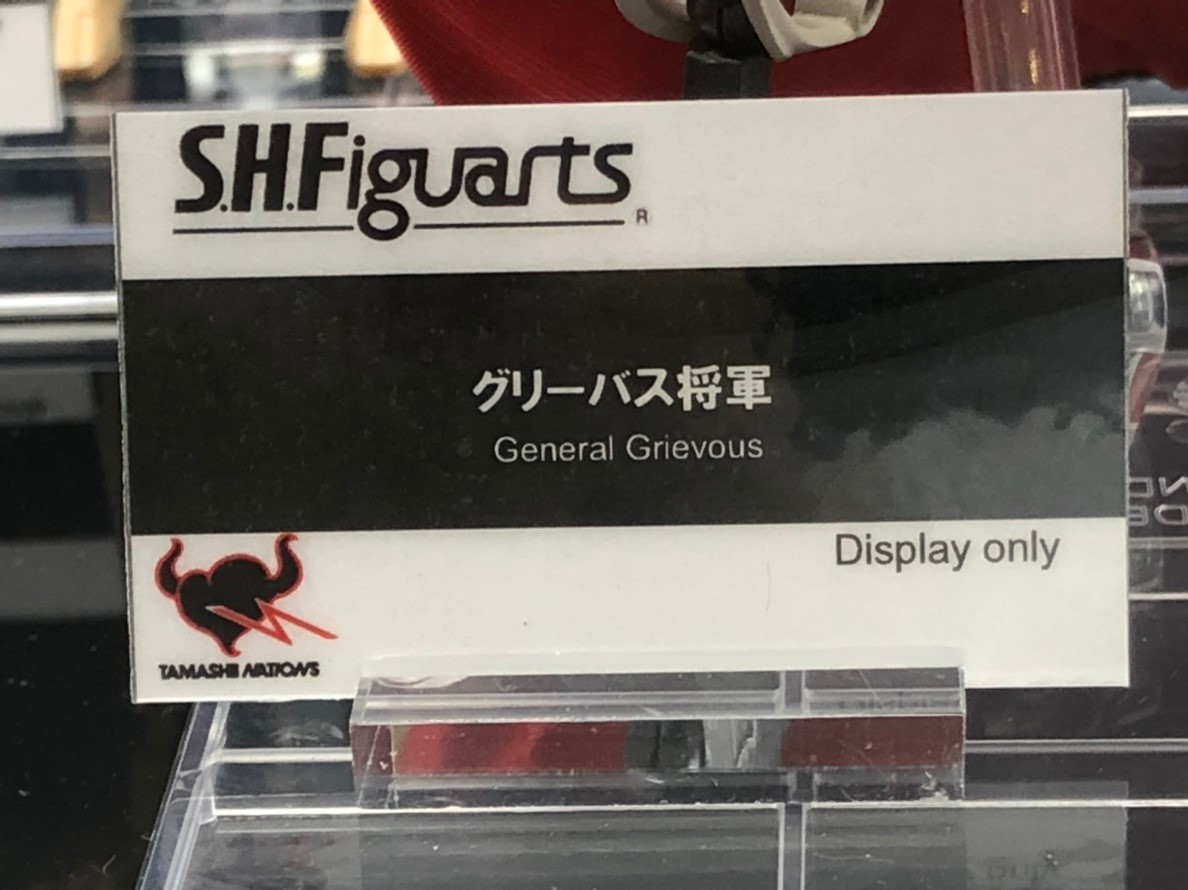 S.H.Figuarts®
グリーバス将軍
General Grievous
Display only
TAMASHII NATIONS